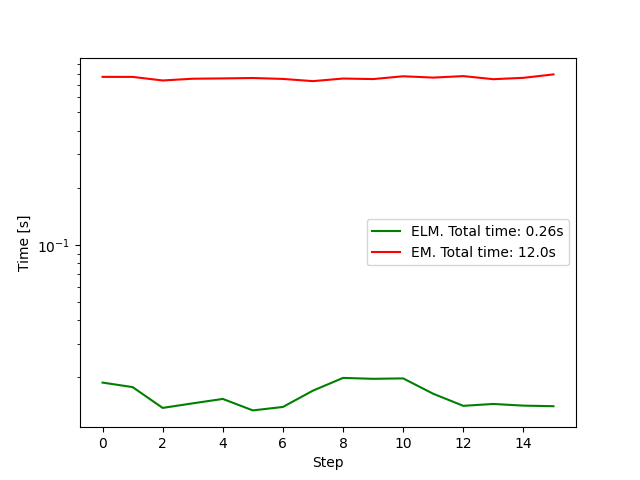 Time [s]
10⁻¹
ELM. Total time: 0.26s
EM. Total time: 12.0s
0 2 4 6 8 10 12 14
Step